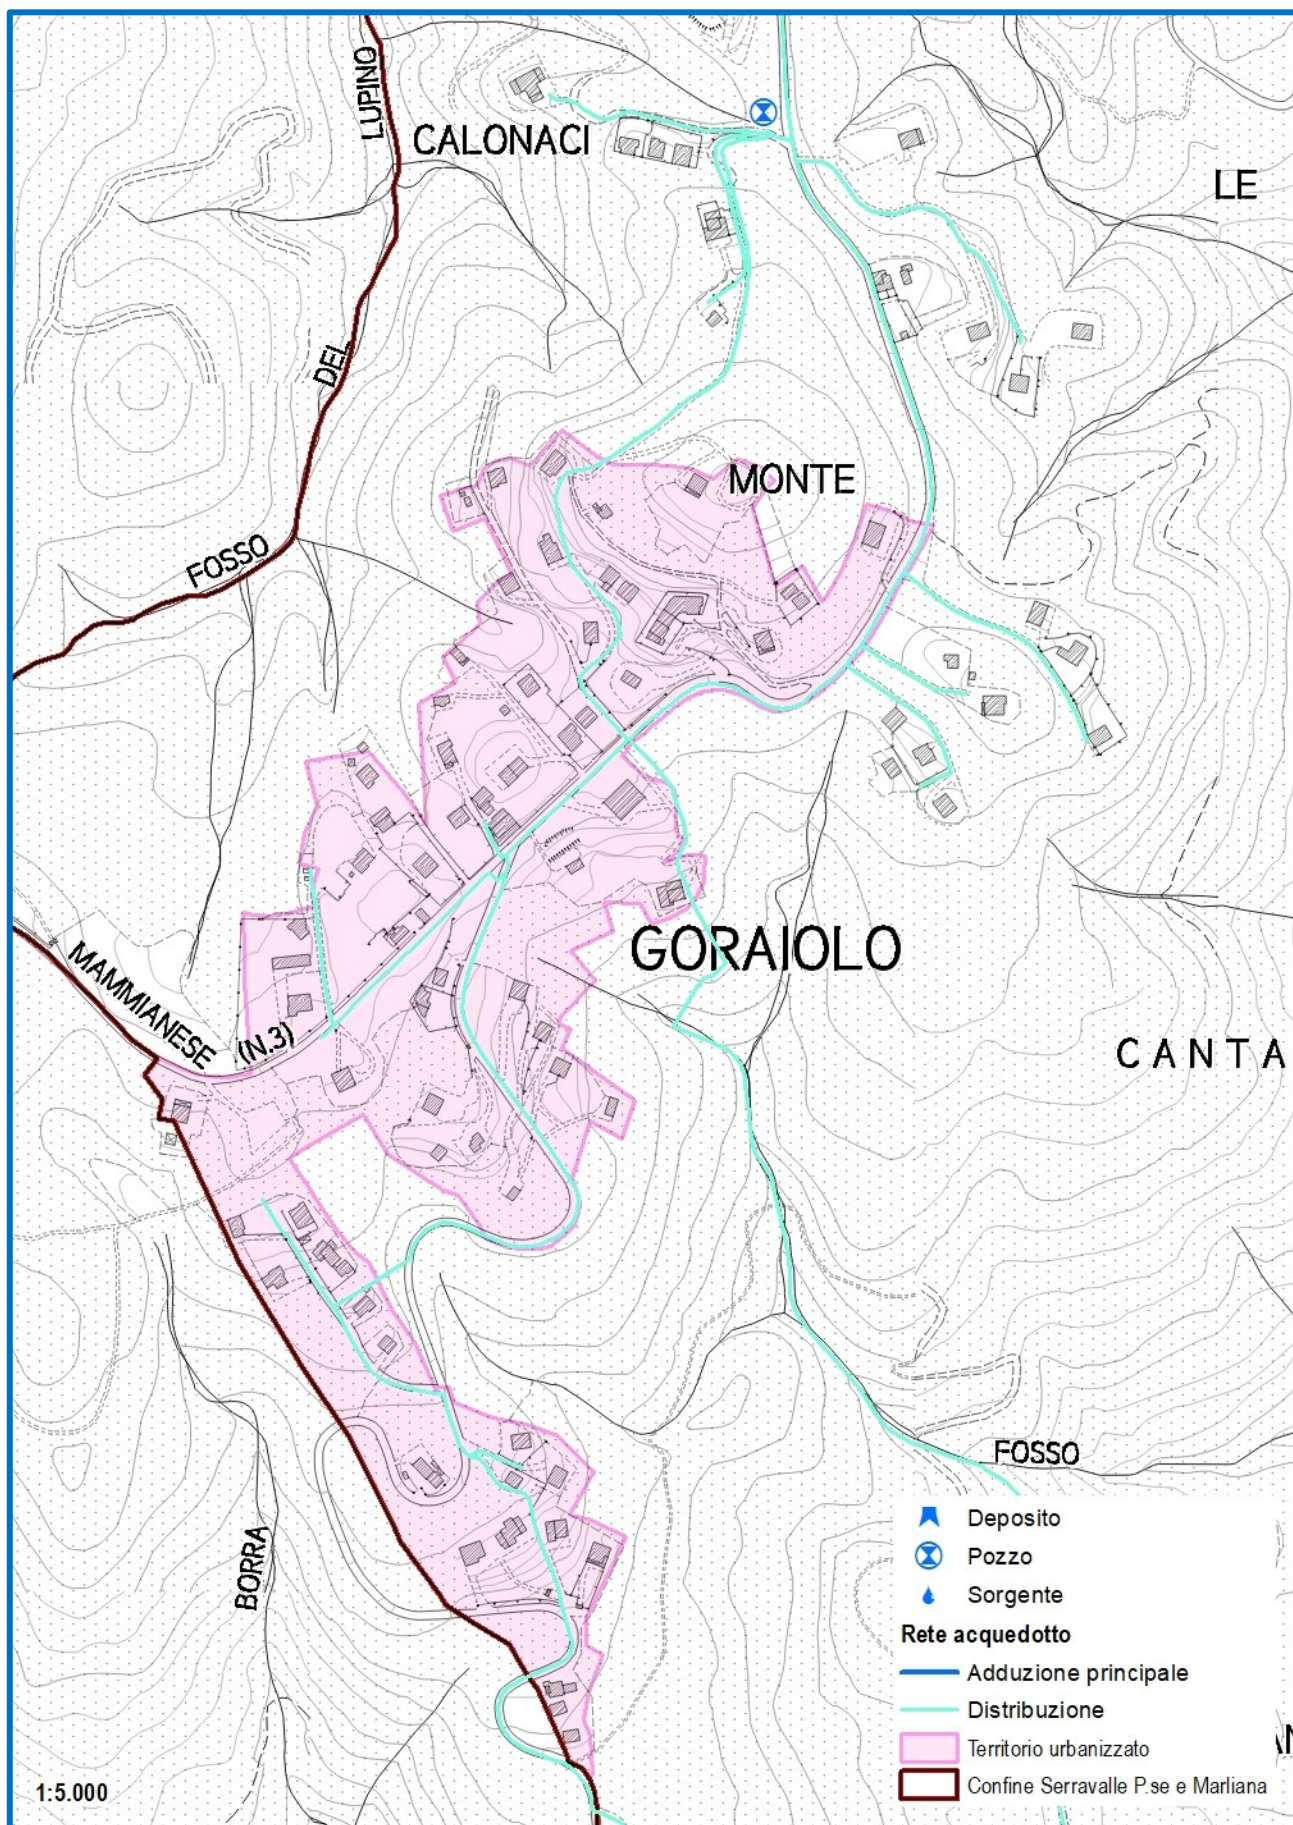 LUPINO
CALONACI
LE
DEL
MONTE
FOSSO
GORAIOLO
MAMMIANESE
(N.3)
CANTA
FOSSO
BORRA
Deposito
Pozzo
Sorgente
Rete acquedotto
Adduzione principale
Distribuzione
Territorio urbanizzato
Confine Serravalle P.se e Marliana
1:5.000